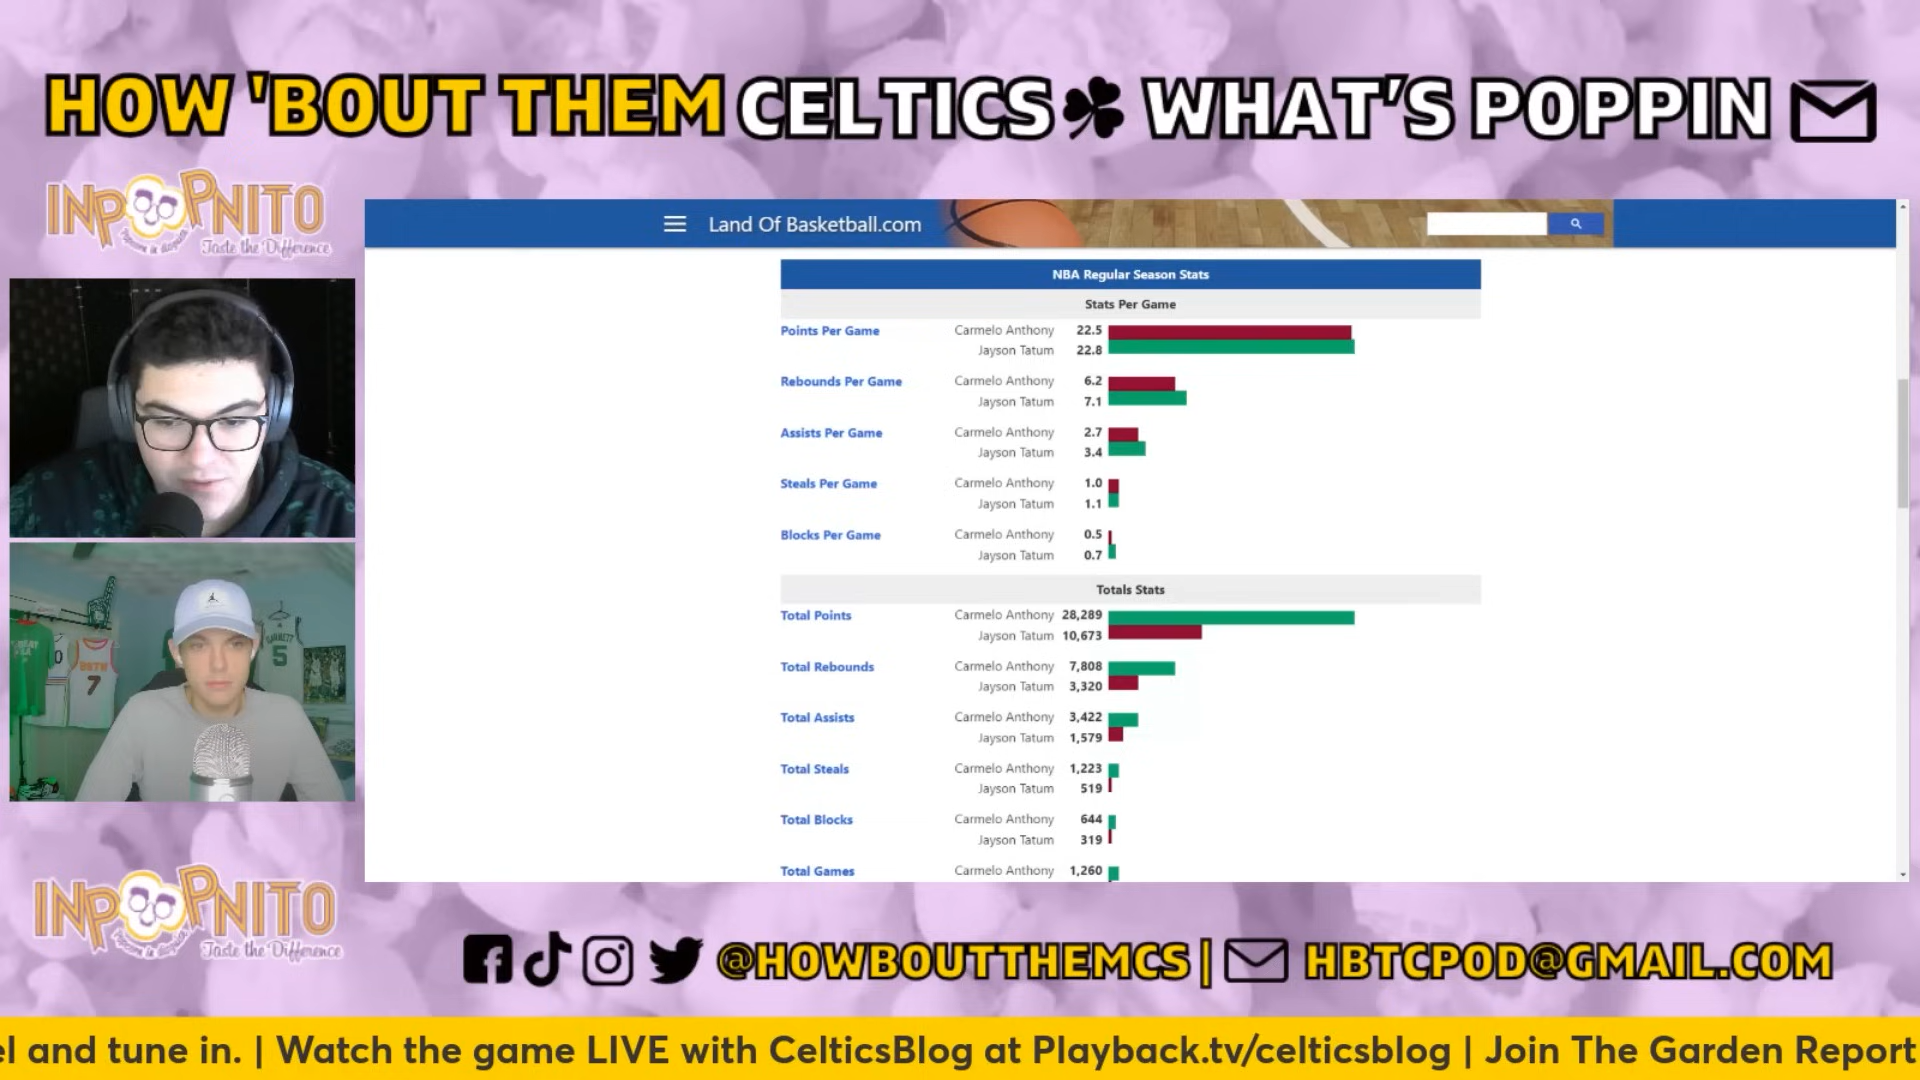 HOW 'BOUT THEM CELTICS WHAT'S POPPIN
INPOPNITO
Taste the Difference
Land Of Basketball.com
NBA Regular Season Stats
Stats Per Game
Points Per Game Carmelo Anthony 22.5
Jayson Tatum 22.8
Rebounds Per Game Carmelo Anthony 6.2
Jayson Tatum 7.1
Assists Per Game Carmelo Anthony 2.7
Jayson Tatum 3.4
Steals Per Game Carmelo Anthony 1.0
Jayson Tatum 1.1
Blocks Per Game Carmelo Anthony 0.5
Jayson Tatum 0.7
Totals Stats
Total Points Carmelo Anthony 28,289
Jayson Tatum 10,673
Total Rebounds Carmelo Anthony 7,808
Jayson Tatum 3,320
Total Assists Carmelo Anthony 3,422
Jayson Tatum 1,579
Total Steals Carmelo Anthony 1,223
Jayson Tatum 519
Total Blocks Carmelo Anthony 644
Jayson Tatum 319
Total Games Carmelo Anthony 1,260
GARNETT
5
0
7
INPOPNITO
Taste the Difference
@HOWBOUTTHEMCS | HBTCPOD@GMAIL.COM
el and tune in. | Watch the game LIVE with CelticsBlog at Playback.tv/celticsblog | Join The Garden Report